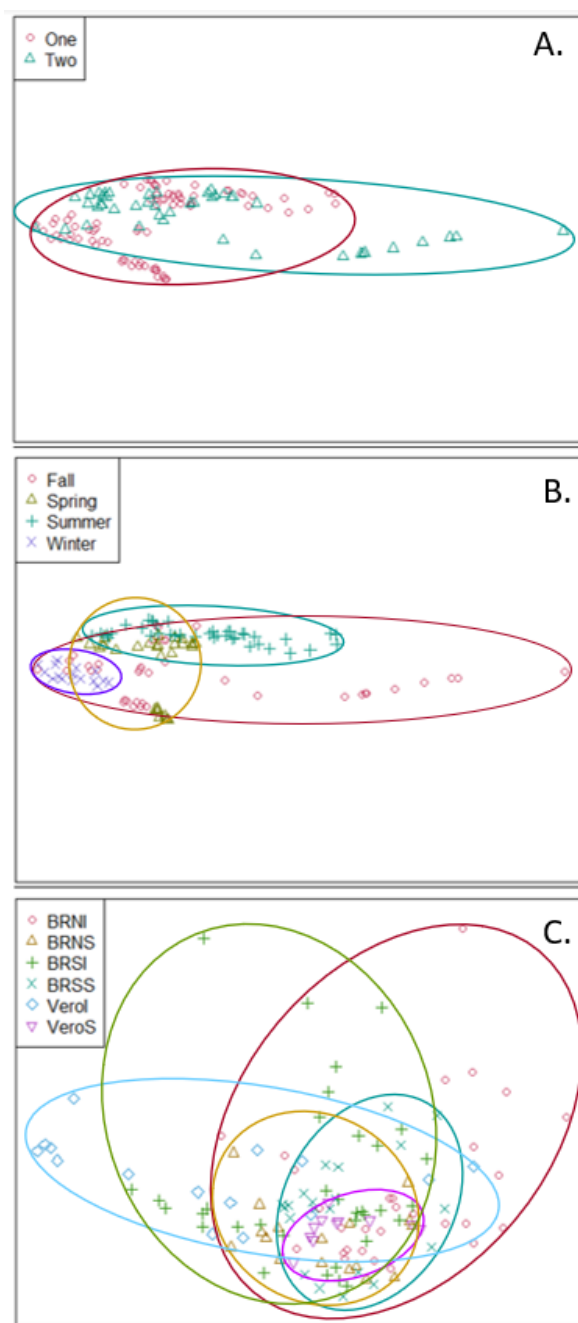 One
Two
A.
Fall
Spring
Summer
Winter
B.
BRNI
BRNS
BRSI
BRSS
VeroI
VeroS
C.